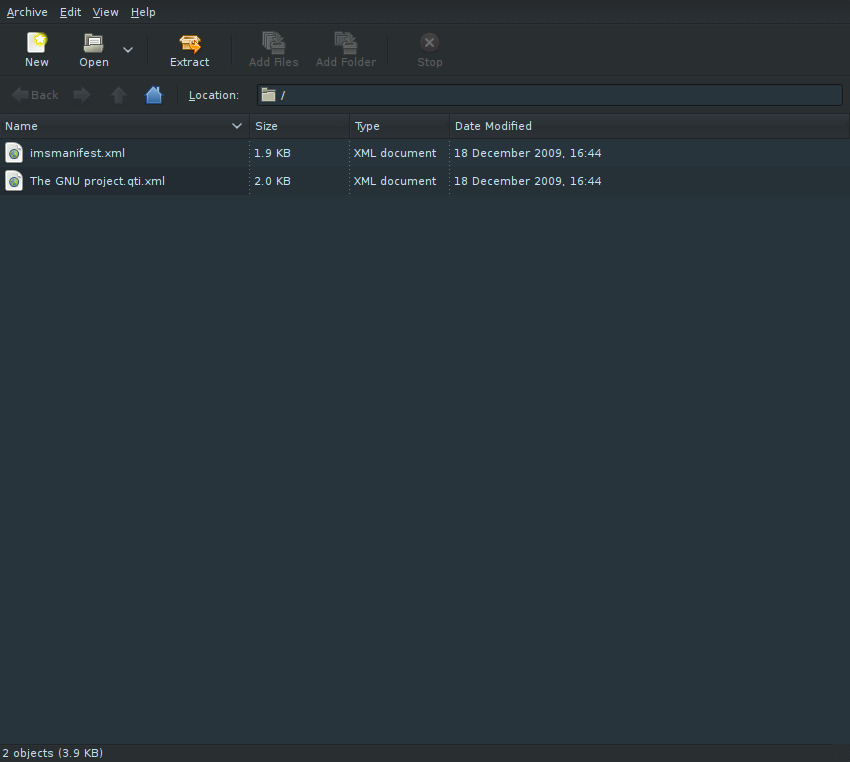 Archive Edit View Help
New Open Extract Add Files Add Folder Stop
Back Location: /
Name Size Type Date Modified
imsmanifest.xml 1.9 KB XML document 18 December 2009, 16:44
The GNU project.qti.xml 2.0 KB XML document 18 December 2009, 16:44
2 objects (3.9 KB)